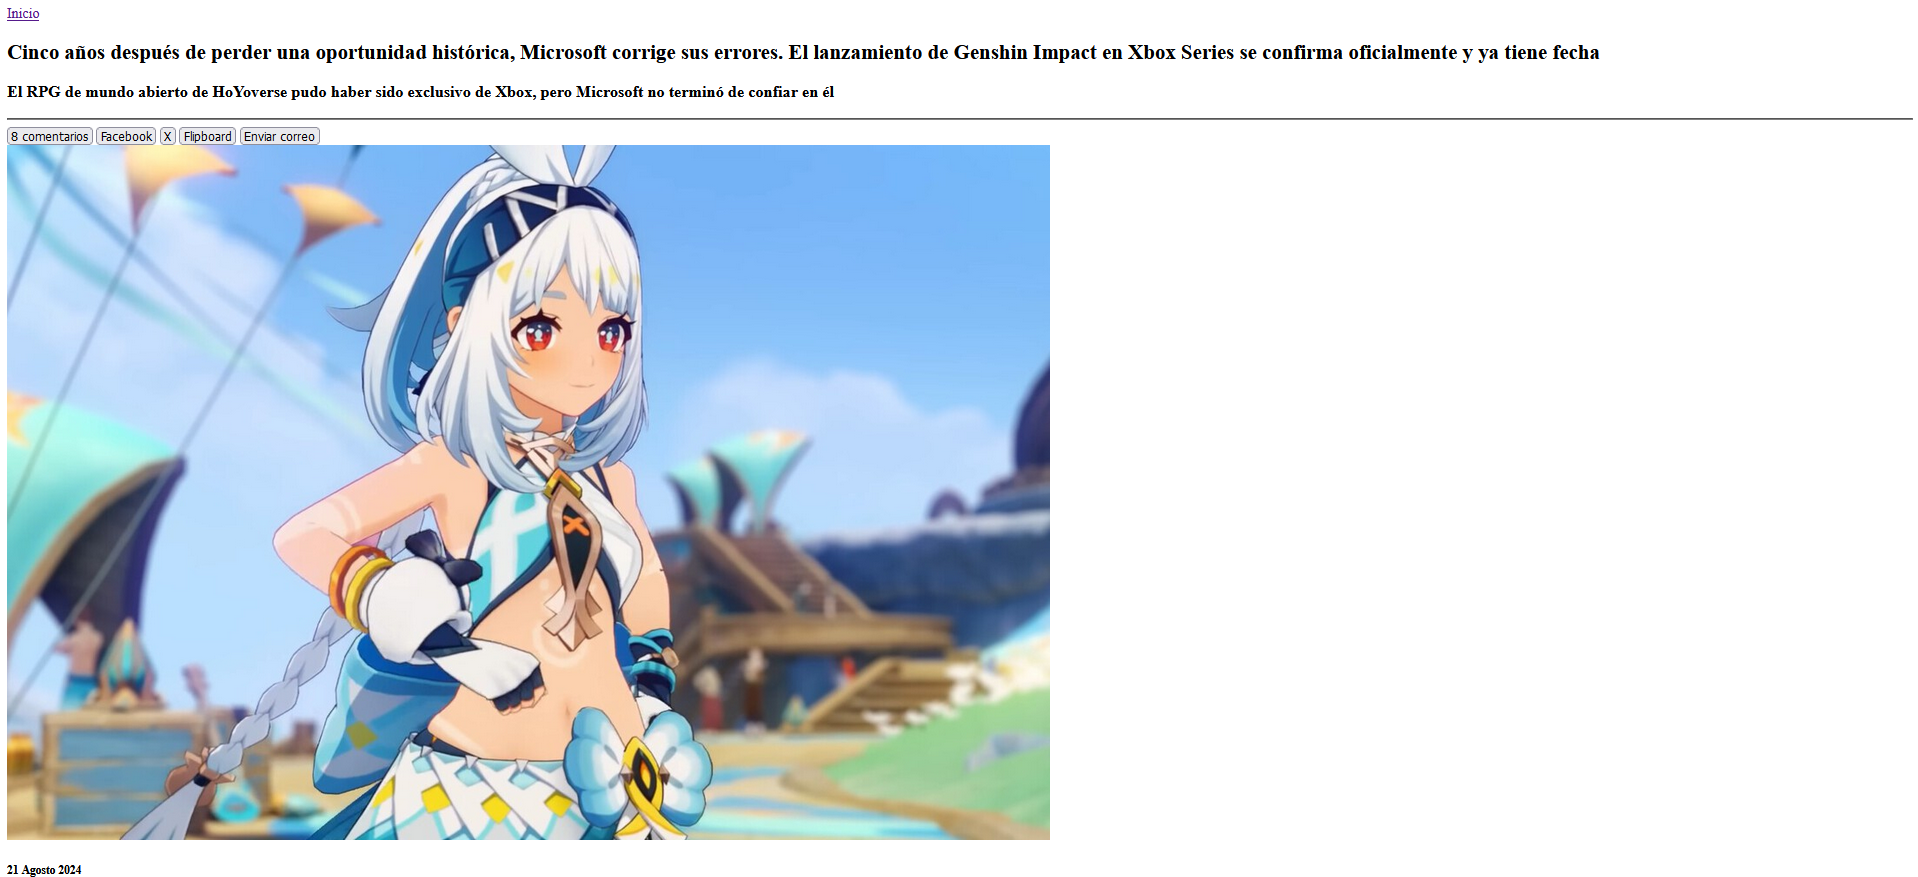 Inicio
Cinco años después de perder una oportunidad histórica, Microsoft corrige sus errores. El lanzamiento de Genshin Impact en Xbox Series se confirma oficialmente y ya tiene fecha
El RPG de mundo abierto de HoYoverse pudo haber sido exclusivo de Xbox, pero Microsoft no terminó de confiar en él
8 comentarios Facebook X Flipboard Enviar correo
21 Agosto 2024